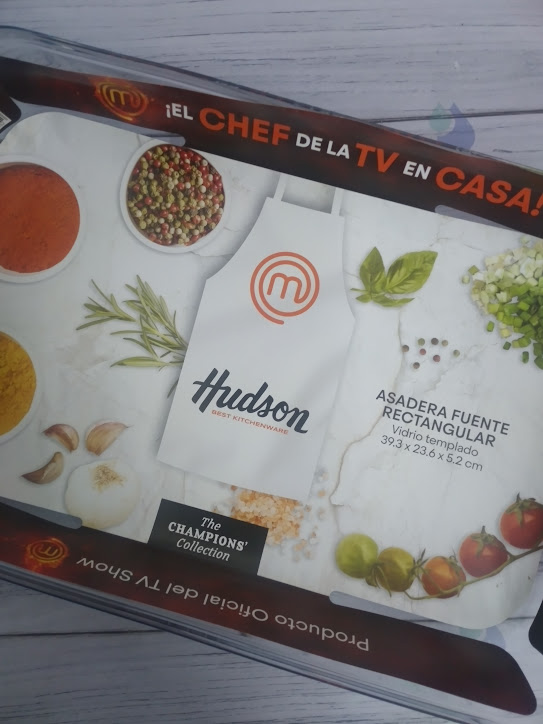 ¡EL CHEF DE LA TV EN CASA!
m
Hudson
BEST KITCHENWARE
ASADERA FUENTE
RECTANGULAR
Vidrio templado
39.3 x 23.6 x 5.2 cm
The
CHAMPIONS'
Collection
Producto Oficial del TV Show